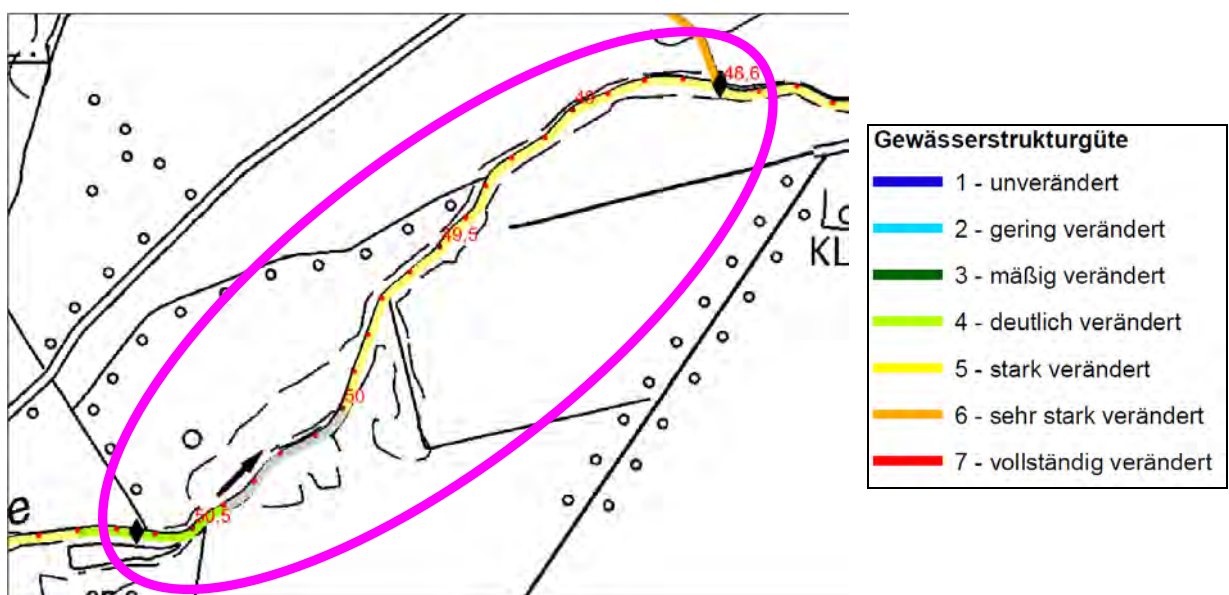 48,6
49
49,5
50
50,5
e
KL
Gewässerstrukturgüte
1 - unverändert
2 - gering verändert
3 - mäßig verändert
4 - deutlich verändert
5 - stark verändert
6 - sehr stark verändert
7 - vollständig verändert